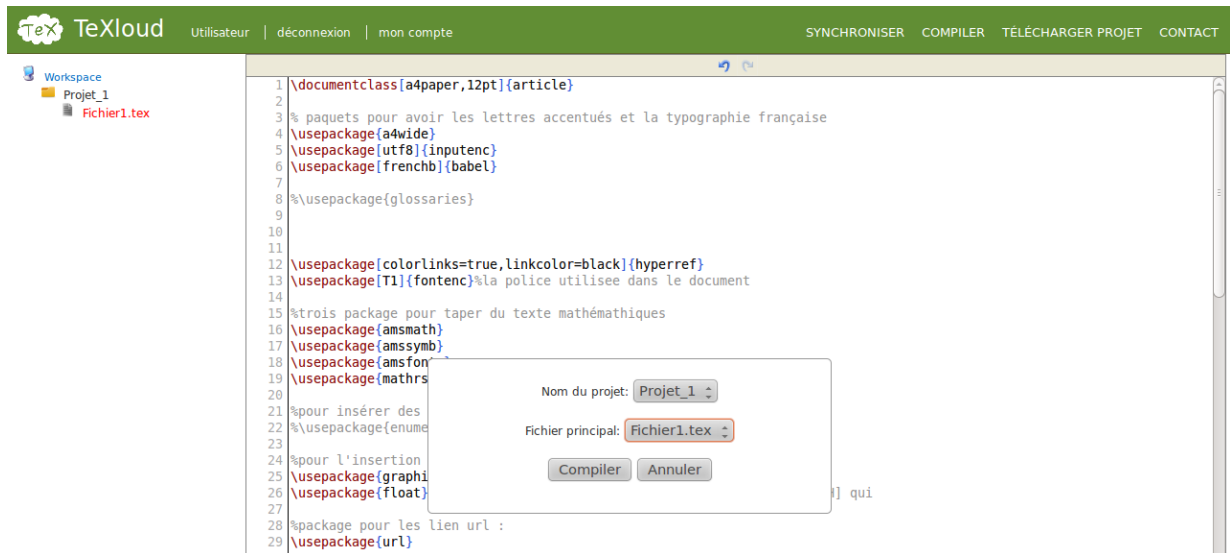 TeX TeXloud Utilisateur | déconnexion | mon compte SYNCHRONISER COMPILER TÉLÉCHARGER PROJET CONTACT
Workspace
Projet_1
Fichier1.tex
1 \documentclass[a4paper,12pt]{article}
2
3 % paquets pour avoir les lettres accentués et la typographie française
4 \usepackage{a4wide}
5 \usepackage[utf8]{inputenc}
6 \usepackage[frenchb]{babel}
7
8 %\usepackage{glossaries}
9
10
11
12 \usepackage[colorlinks=true,linkcolor=black]{hyperref}
13 \usepackage[T1]{fontenc}%la police utilisee dans le document
14
15 %trois package pour taper du texte mathémathiques
16 \usepackage{amsmath}
17 \usepackage{amssymb}
18 \usepackage{amsfont
19 \usepackage{mathrs
20
21 %pour insérer des
22 %\usepackage{enume
23
24 %pour l'insertion
25 \usepackage{graphi
26 \usepackage{float} ] qui
27
28 %package pour les lien url :
29 \usepackage{url}
Nom du projet: Projet_1
Fichier principal: Fichier1.tex
Compiler Annuler